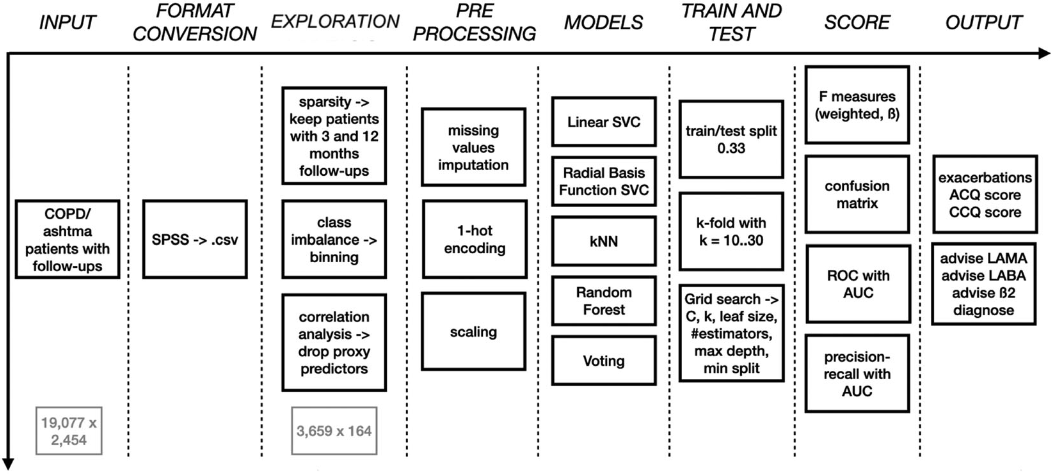 INPUT
FORMAT
CONVERSION
EXPLORATION
PRE
PROCESSING
MODELS
TRAIN AND
TEST
SCORE
OUTPUT
COPD/
ashtma
patients with
follow-ups
19,077 x
2,454
SPSS -> .csv
sparsity ->
keep patients
with 3 and 12
months
follow-ups
class
imbalance ->
binning
correlation
analysis ->
drop proxy
predictors
3,659 x 164
missing
values
imputation
1-hot
encoding
scaling
Linear SVC
Radial Basis
Function SVC
kNN
Random
Forest
Voting
train/test split
0.33
k-fold with
k = 10..30
Grid search ->
C, k, leaf size,
#estimators,
max depth,
min split
F measures
(weighted, ß)
confusion
matrix
ROC with
AUC
precision-
recall with
AUC
exacerbations
ACQ score
CCQ score
advise LAMA
advise LABA
advise ß2
diagnose